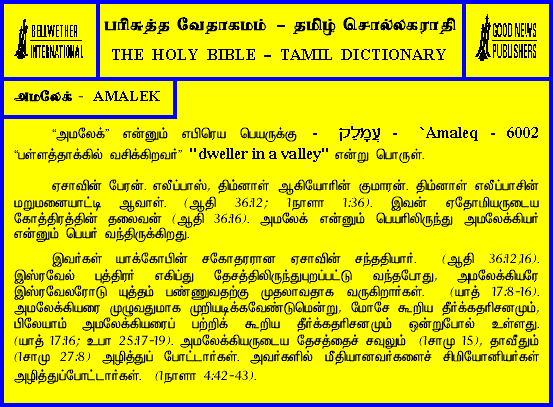 BELLWETHER
INTERNATIONAL
பரிசுத்த வேதாகமம் – தமிழ் சொல்லகராதி
THE HOLY BIBLE – TAMIL DICTIONARY
GOOD NEWS
PUBLISHERS
அமலேக் - AMALEK
“அமலேக்” என்னும் எபிரெய பெயருக்கு - עֲמָלֵק - `Amaleq - 6002
“பள்ளத்தாக்கில் வசிக்கிறவர்” "dweller in a valley" என்று பொருள்.
ஏசாவின் பேரன். எலீப்பாஸ், திம்னாள் ஆகியோரின் குமாரன். திம்னாள் எலீப்பாசின்
மறுமனையாட்டி ஆவாள். (ஆதி 36:12; 1நாளா 1:36). இவன் ஏதோமியருடைய
கோத்திரத்தின் தலைவன் (ஆதி 36:16). அமலேக் என்னும் பெயரிலிருந்து அமலேக்கியர்
என்னும் பெயர் வந்திருக்கிறது.
இவர்கள் யாக்கோபின் சகோதரரான ஏசாவின் சந்ததியார். (ஆதி 36:12,16).
இஸ்ரவேல் புத்திரர் எகிப்து தேசத்திலிருந்துபுறப்பட்டு வந்தபோது, அமலேக்கியரே
இஸ்ரவேலரோடு யுத்தம் பண்ணுவதற்கு முதலாவதாக வருகிறார்கள். (யாத் 17:8-16).
அமலேக்கியரை முழுவதுமாக முறியடிக்கவேண்டுமென்று, மோசே கூறிய தீர்க்கதரிசனமும்,
பிலேயாம் அமலேக்கியரைப் பற்றிக் கூறிய தீர்க்கதரிசனமும் ஒன்றுபோல் உள்ளது.
(யாத் 17:16; உபா 25:17-19). அமலேக்கியருடைய தேசத்தைச் சவுலும் (1சாமு 15), தாவீதும்
(1சாமு 27:8) அழித்துப் போட்டார்கள். அவர்களில் மீதியானவர்களைச் சிமியோனியர்கள்
அழித்துப்போட்டார்கள். (1நாளா 4:42-43).